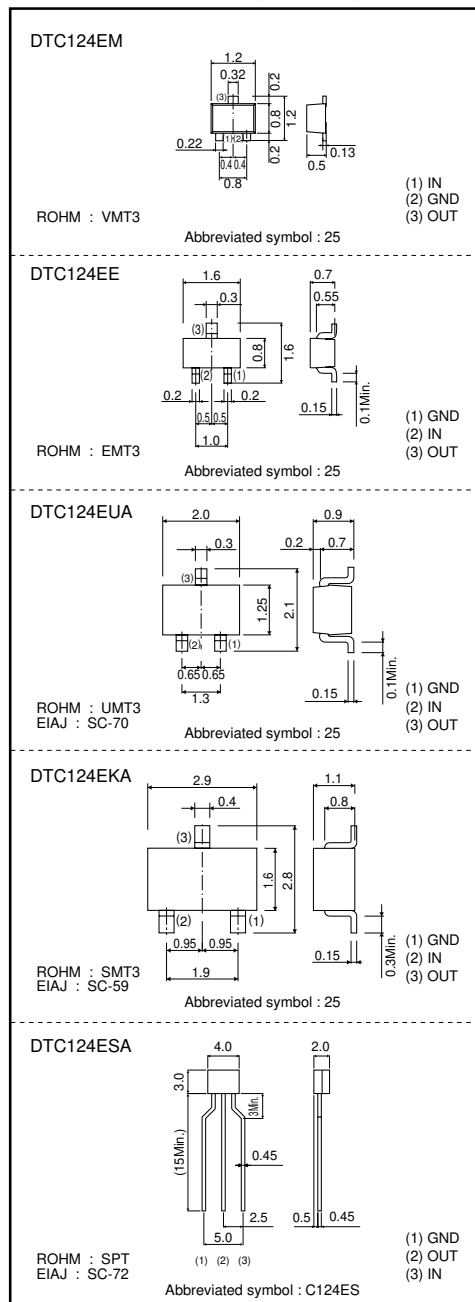 DTC124EM
1.2
0.32
0.2
(3)
0.8
1.2
0.22
(1) (2)
0.2
0.13
0.4 0.4
0.5
0.8
(1) IN
(2) GND
(3) OUT
ROHM : VMT3
Abbreviated symbol : 25
DTC124EE
1.6
0.7
0.3
0.55
(3)
0.8
1.6
(2) (1)
0.2 0.2
0.15
0.1Min.
0.5 0.5
1.0
(1) GND
(2) IN
(3) OUT
ROHM : EMT3
Abbreviated symbol : 25
DTC124EUA
2.0
0.9
0.3
0.2 0.7
(3)
1.25
2.1
(2) (1)
0.65 0.65
0.15
0.1Min.
1.3
(1) GND
(2) IN
(3) OUT
ROHM : UMT3
EIAJ : SC-70
Abbreviated symbol : 25
DTC124EKA
2.9
1.1
0.4
0.8
(3)
1.6
2.8
(2) (1)
0.95 0.95
0.15
0.3Min.
1.9
(1) GND
(2) IN
(3) OUT
ROHM : SMT3
EIAJ : SC-59
Abbreviated symbol : 25
DTC124ESA
4.0
2.0
3.0
3Min.
(15Min.)
0.45
2.5
0.5 0.45
5.0
(1) (2) (3)
(1) GND
(2) OUT
(3) IN
ROHM : SPT
EIAJ : SC-72
Abbreviated symbol : C124ES